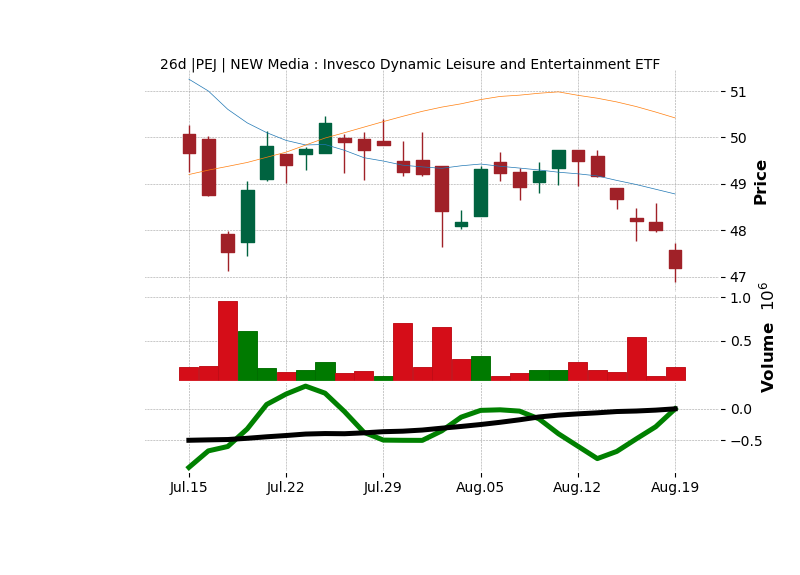 26d |PEJ | NEW Media : Invesco Dynamic Leisure and Entertainment ETF
51
50
49
48
47
Price
1.0
0.5
Volume 10^6
0.0
−0.5
Jul.15 Jul.22 Jul.29 Aug.05 Aug.12 Aug.19